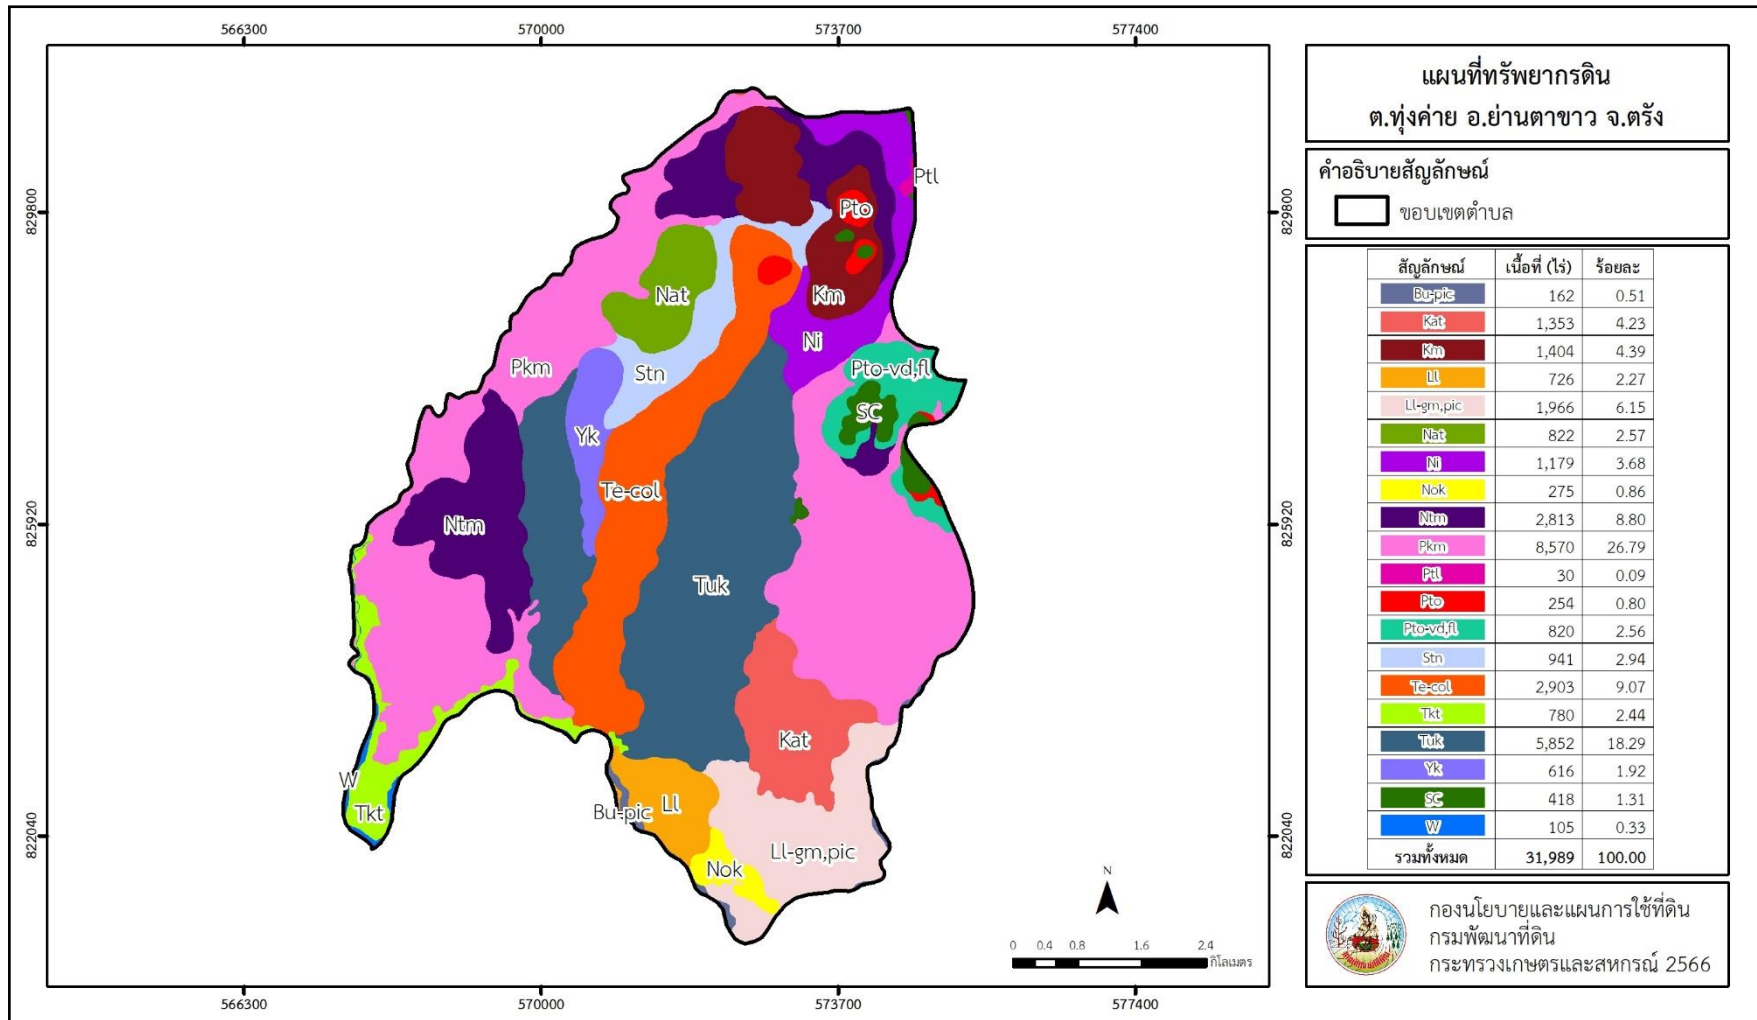 566300 570000 573700 577400
829800 829800
825920 825920
822040 822040
566300 570000 573700 577400
Ptl
Pto
Nat
Km
Ni
Pkm
Stn
Pto-vd,fl
SC
Yk
Te-col
Ntm
Tuk
Kat
W
Tkt
Bu-pic
Ll
Ll-gm,pic
Nok
N
0 0.4 0.8 1.6 2.4
กิโลเมตร
แผนที่ทรัพยากรดิน
ต.ทุ่งค่าย อ.ย่านตาขาว จ.ตรัง
คำอธิบายสัญลักษณ์
ขอบเขตตำบล
สัญลักษณ์ เนื้อที่ (ไร่) ร้อยละ
Bu-pic 162 0.51
Kat 1,353 4.23
Km 1,404 4.39
Ll 726 2.27
Ll-gm,pic 1,966 6.15
Nat 822 2.57
Ni 1,179 3.68
Nok 275 0.86
Ntm 2,813 8.80
Pkm 8,570 26.79
Ptl 30 0.09
Pto 254 0.80
Pto-vd,fl 820 2.56
Stn 941 2.94
Te-col 2,903 9.07
Tkt 780 2.44
Tuk 5,852 18.29
Yk 616 1.92
SC 418 1.31
W 105 0.33
รวมทั้งหมด 31,989 100.00
กองนโยบายและแผนการใช้ที่ดิน
กรมพัฒนาที่ดิน
กระทรวงเกษตรและสหกรณ์ 2566